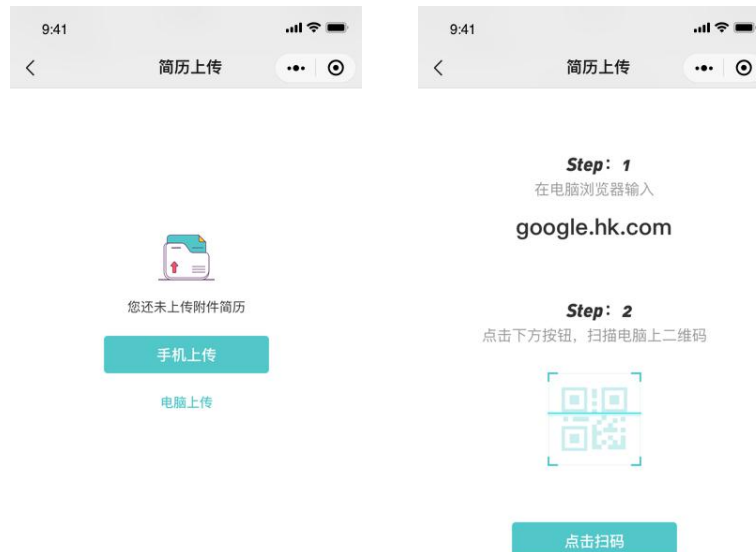 9:41
简历上传
您还未上传附件简历
手机上传
电脑上传
9:41
简历上传
Step：1
在电脑浏览器输入
google.hk.com
Step：2
点击下方按钮，扫描电脑上二维码
点击扫码